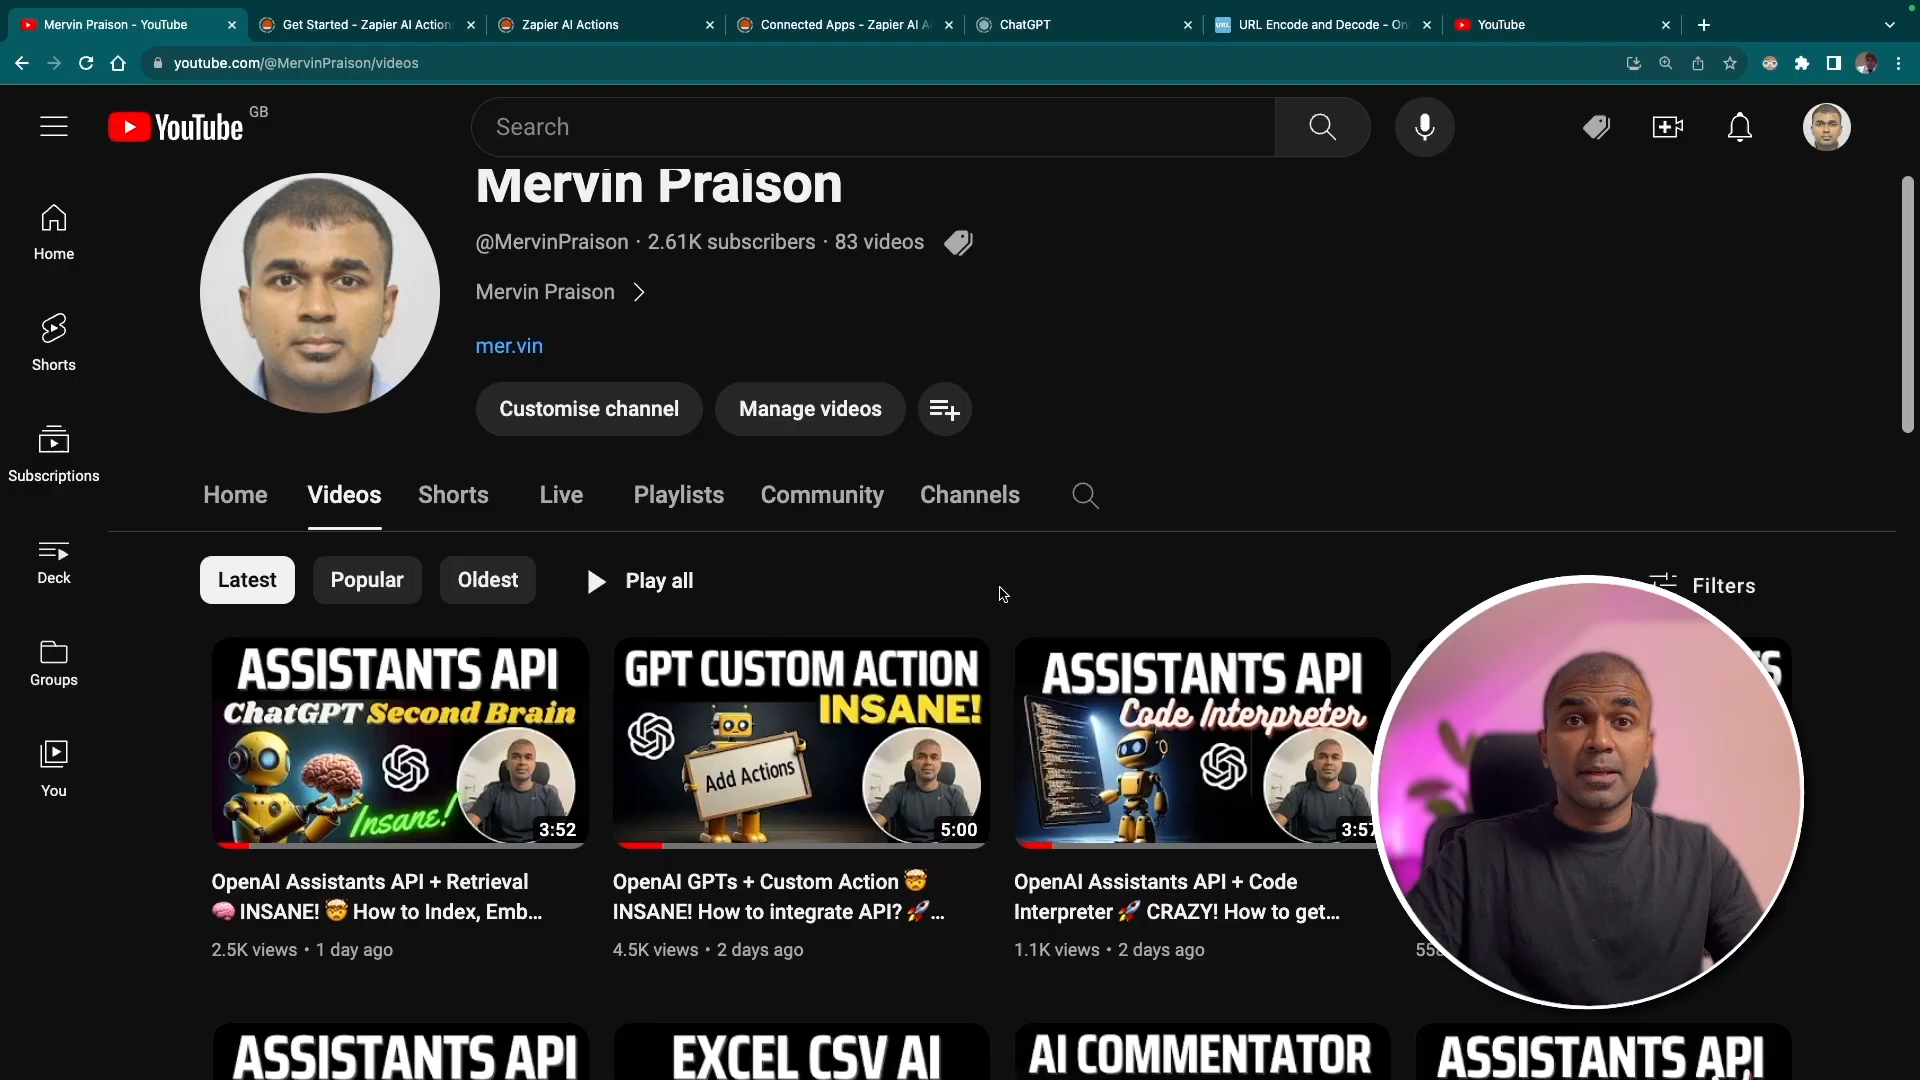 Mervin Praison - YouTube
Get Started - Zapier AI Action
Zapier AI Actions
Connected Apps - Zapier AI A
ChatGPT
URL Encode and Decode - On
YouTube
youtube.com/@MervinPraison/videos
YouTube GB
Search
Mervin Praison
@MervinPraison · 2.61K subscribers · 83 videos
Mervin Praison
mer.vin
Customise channel
Manage videos
Home
Shorts
Subscriptions
Deck
Groups
You
Home Videos Shorts Live Playlists Community Channels
Latest Popular Oldest Play all
Filters
ASSISTANTS API
ChatGPT Second Brain
Insane!
3:52
OpenAI Assistants API + Retrieval
🧠 INSANE! 🤯 How to Index, Emb...
2.5K views • 1 day ago
GPT CUSTOM ACTION
INSANE!
Add Actions
5:00
OpenAI GPTs + Custom Action 🤯
INSANE! How to integrate API? 🚀...
4.5K views • 2 days ago
ASSISTANTS API
Code Interpreter
3:57
OpenAI Assistants API + Code
Interpreter 🚀 CRAZY! How to get...
1.1K views • 2 days ago
ASSISTANTS API
EXCEL CSV AI
AI COMMENTATOR
ASSISTANTS API